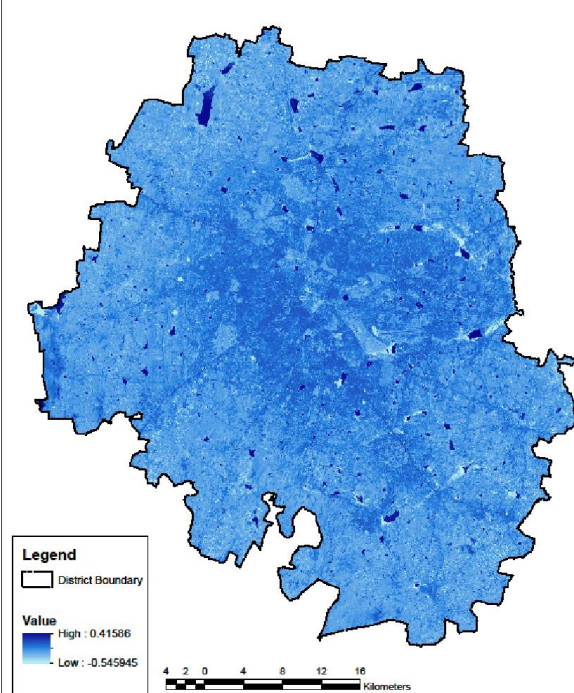 Legend
District Boundary
Value
High : 0.41586
Low : -0.545945
4 2 0 4 8 12 16
Kilometers